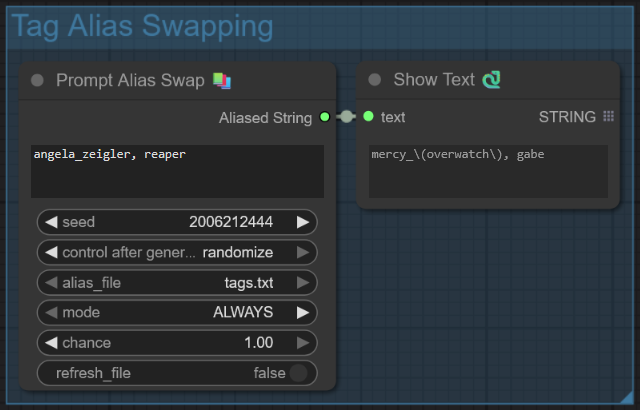 Tag Alias Swapping
Prompt Alias Swap
Aliased String
angela_zeigler, reaper
seed 2006212444
control after gener... randomize
alias_file tags.txt
mode ALWAYS
chance 1.00
refresh_file false
Show Text
text STRING
mercy_\(overwatch\), gabe